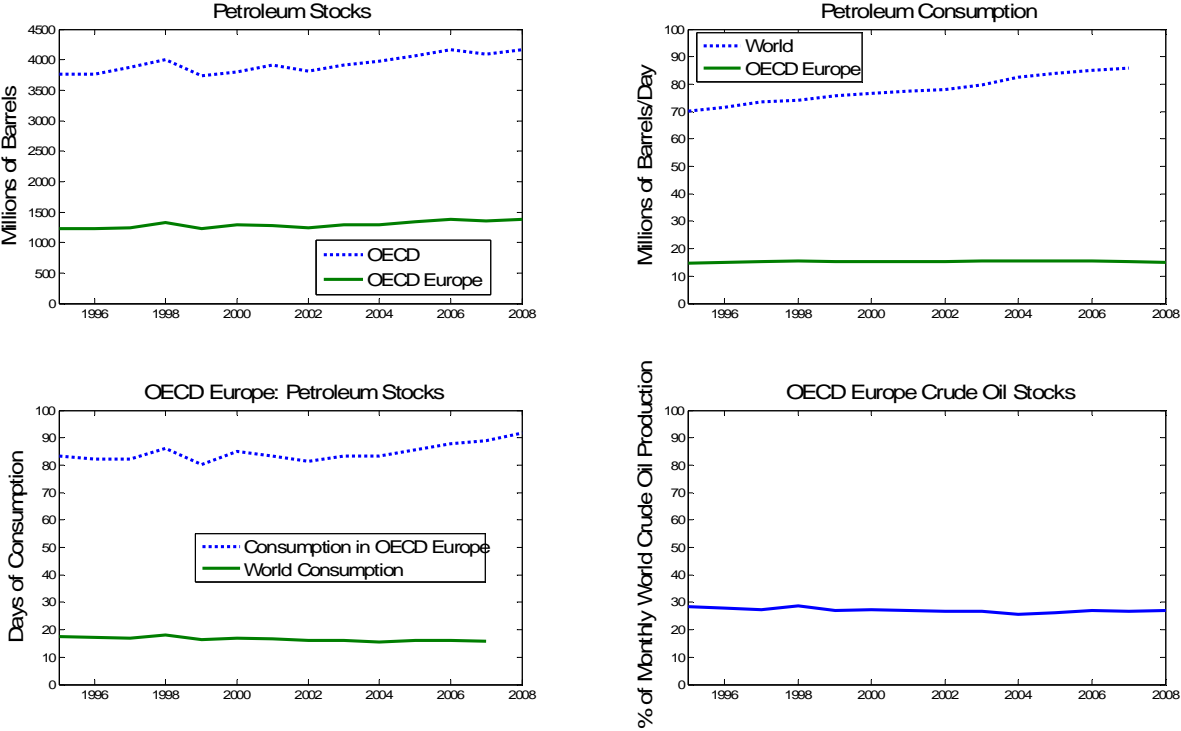 Petroleum Stocks
Millions of Barrels
4500
4000
3500
3000
2500
2000
1500
1000
500
0
OECD
OECD Europe
1996 1998 2000 2002 2004 2006 2008
Petroleum Consumption
Millions of Barrels/Day
100
90
80
70
60
50
40
30
20
10
0
World
OECD Europe
1996 1998 2000 2002 2004 2006 2008
OECD Europe: Petroleum Stocks
Days of Consumption
100
90
80
70
60
50
40
30
20
10
0
Consumption in OECD Europe
World Consumption
1996 1998 2000 2002 2004 2006 2008
OECD Europe Crude Oil Stocks
% of Monthly World Crude Oil Production
100
90
80
70
60
50
40
30
20
10
0
1996 1998 2000 2002 2004 2006 2008